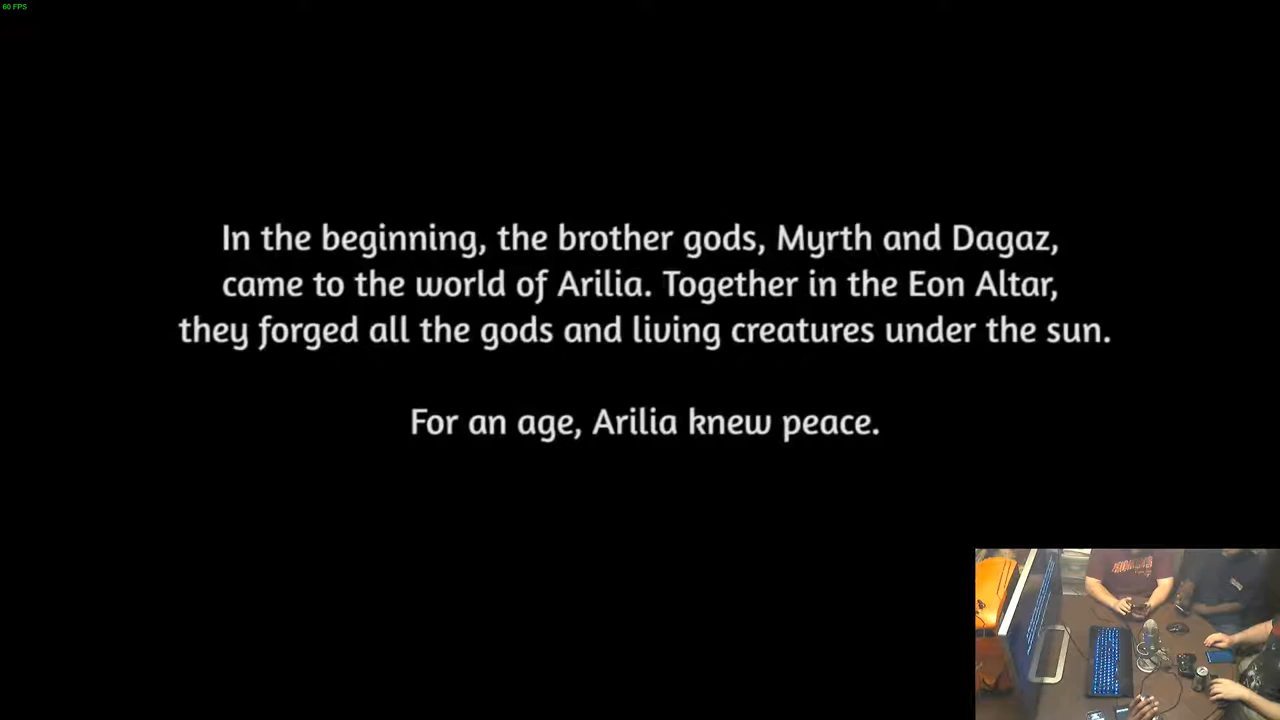 60 FPS
In the beginning, the brother gods, Myrth and Dagaz,
came to the world of Arilia. Together in the Eon Altar,
they forged all the gods and living creatures under the sun.
For an age, Arilia knew peace.